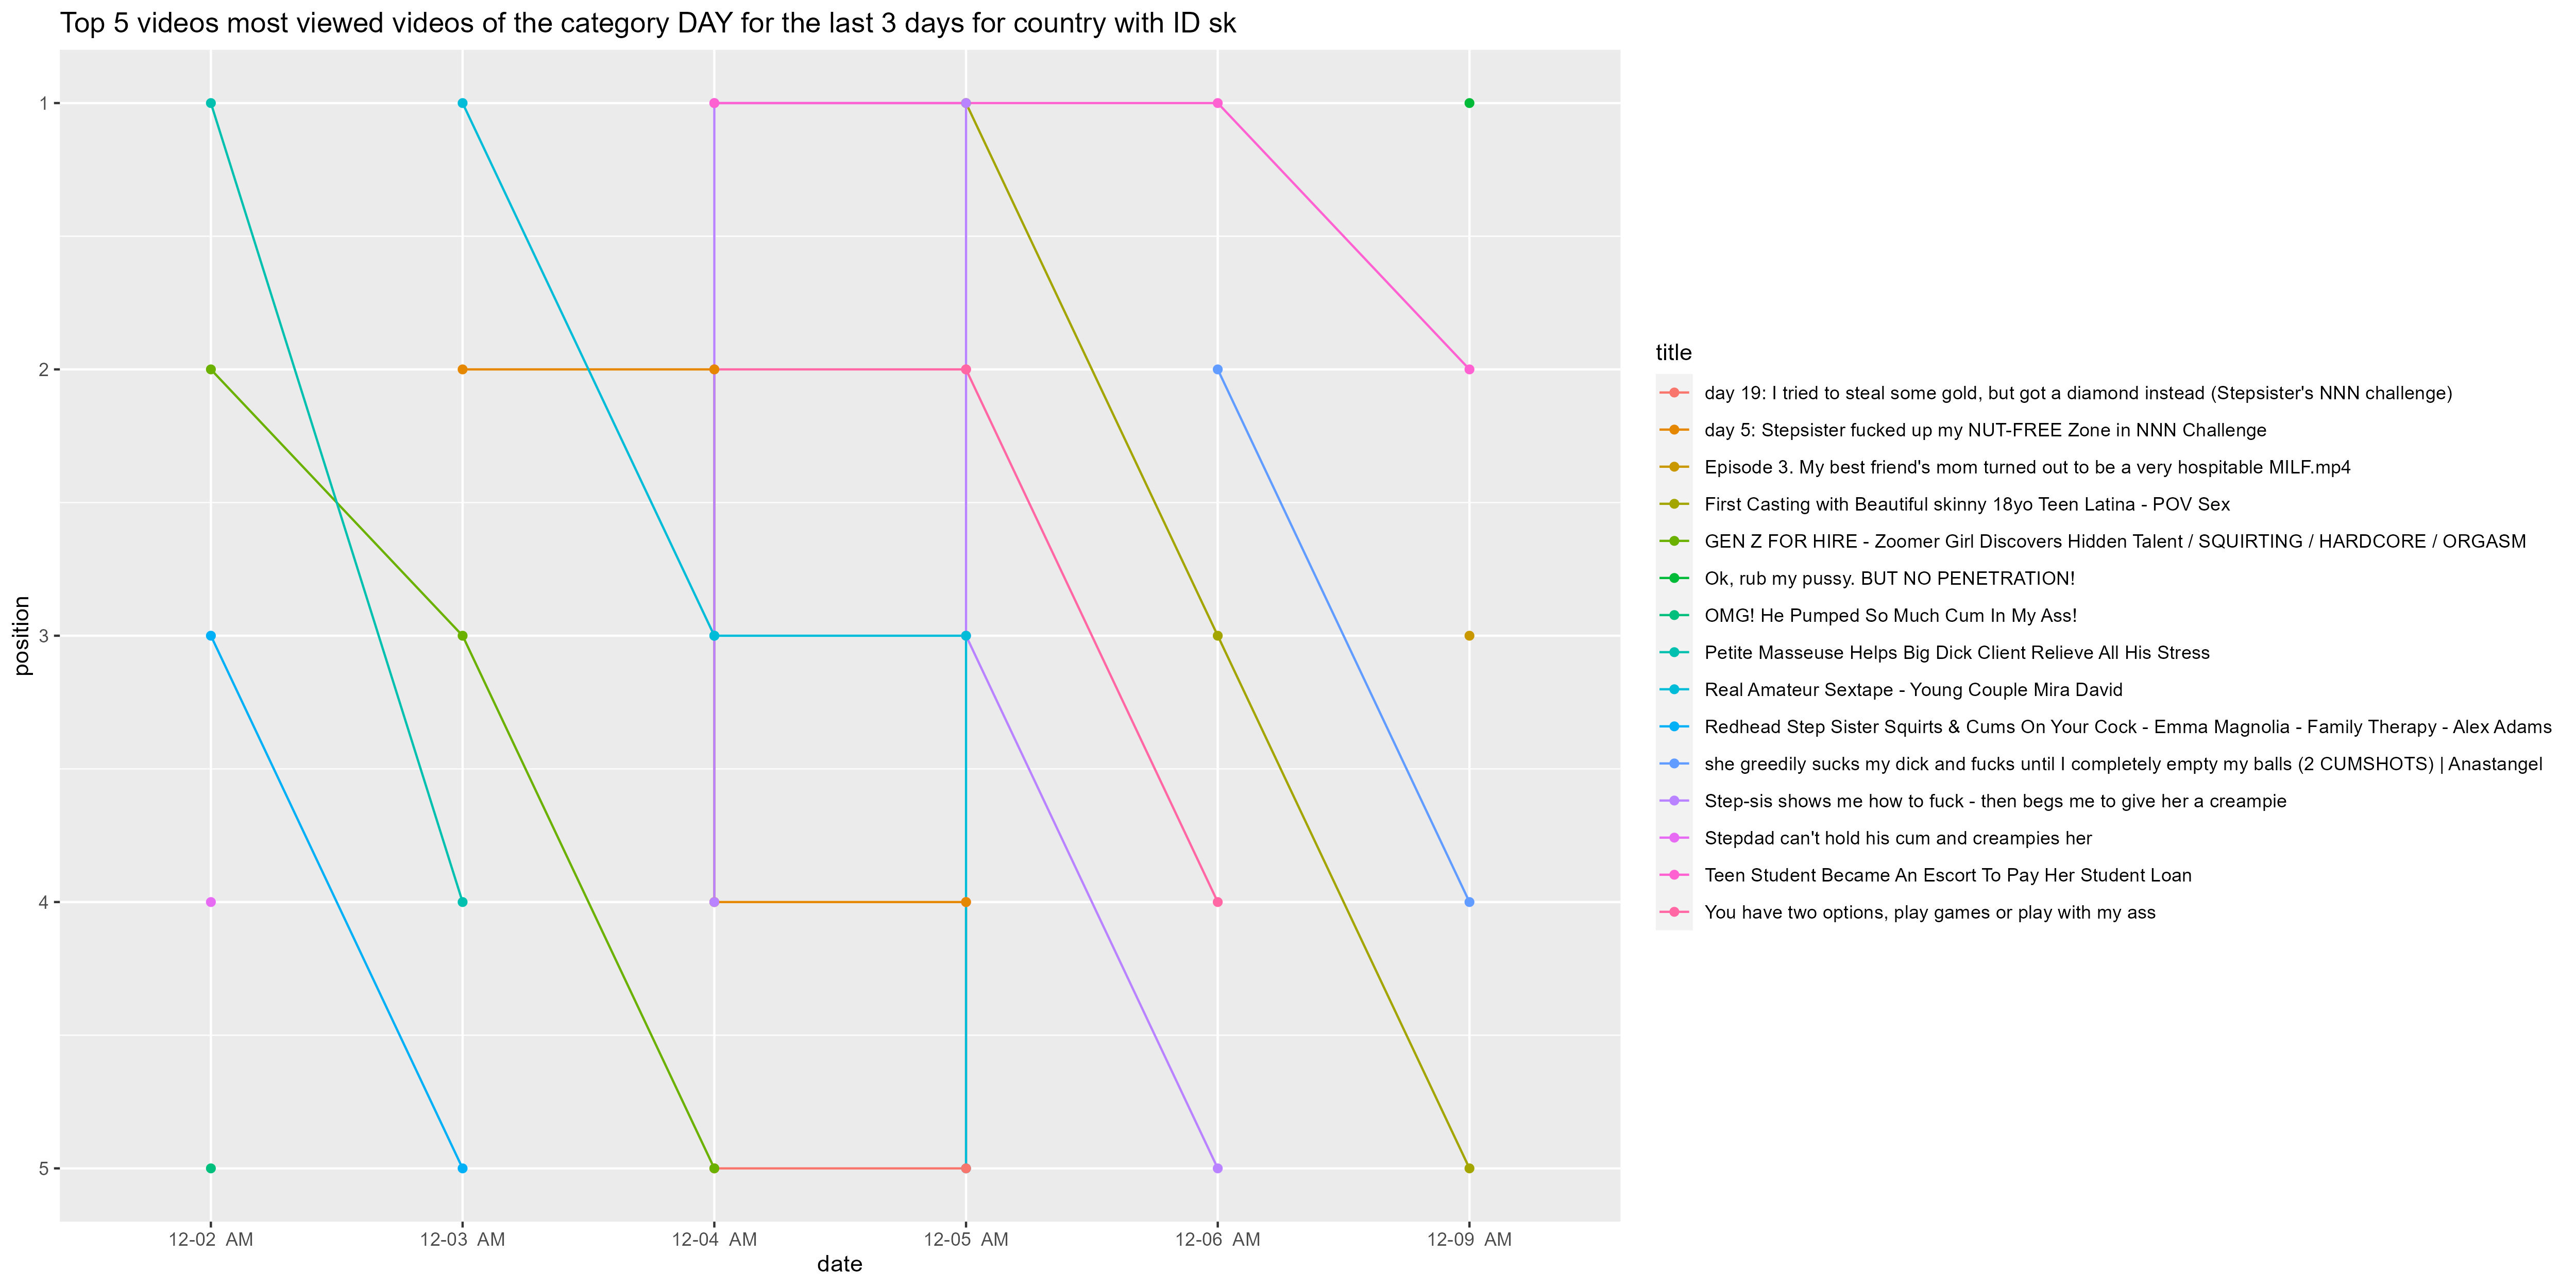 Top 5 videos most viewed videos of the category DAY for the last 3 days for country with ID sk
position
1
2
3
4
5
12-02 AM
12-03 AM
12-04 AM
12-05 AM
12-06 AM
12-09 AM
date
title
day 19: I tried to steal some gold, but got a diamond instead (Stepsister's NNN challenge)
day 5: Stepsister fucked up my NUT-FREE Zone in NNN Challenge
Episode 3. My best friend's mom turned out to be a very hospitable MILF.mp4
First Casting with Beautiful skinny 18yo Teen Latina - POV Sex
GEN Z FOR HIRE - Zoomer Girl Discovers Hidden Talent / SQUIRTING / HARDCORE / ORGASM
Ok, rub my pussy. BUT NO PENETRATION!
OMG! He Pumped So Much Cum In My Ass!
Petite Masseuse Helps Big Dick Client Relieve All His Stress
Real Amateur Sextape - Young Couple Mira David
Redhead Step Sister Squirts & Cums On Your Cock - Emma Magnolia - Family Therapy - Alex Adams
she greedily sucks my dick and fucks until I completely empty my balls (2 CUMSHOTS) | Anastangel
Step-sis shows me how to fuck - then begs me to give her a creampie
Stepdad can't hold his cum and creampies her
Teen Student Became An Escort To Pay Her Student Loan
You have two options, play games or play with my ass